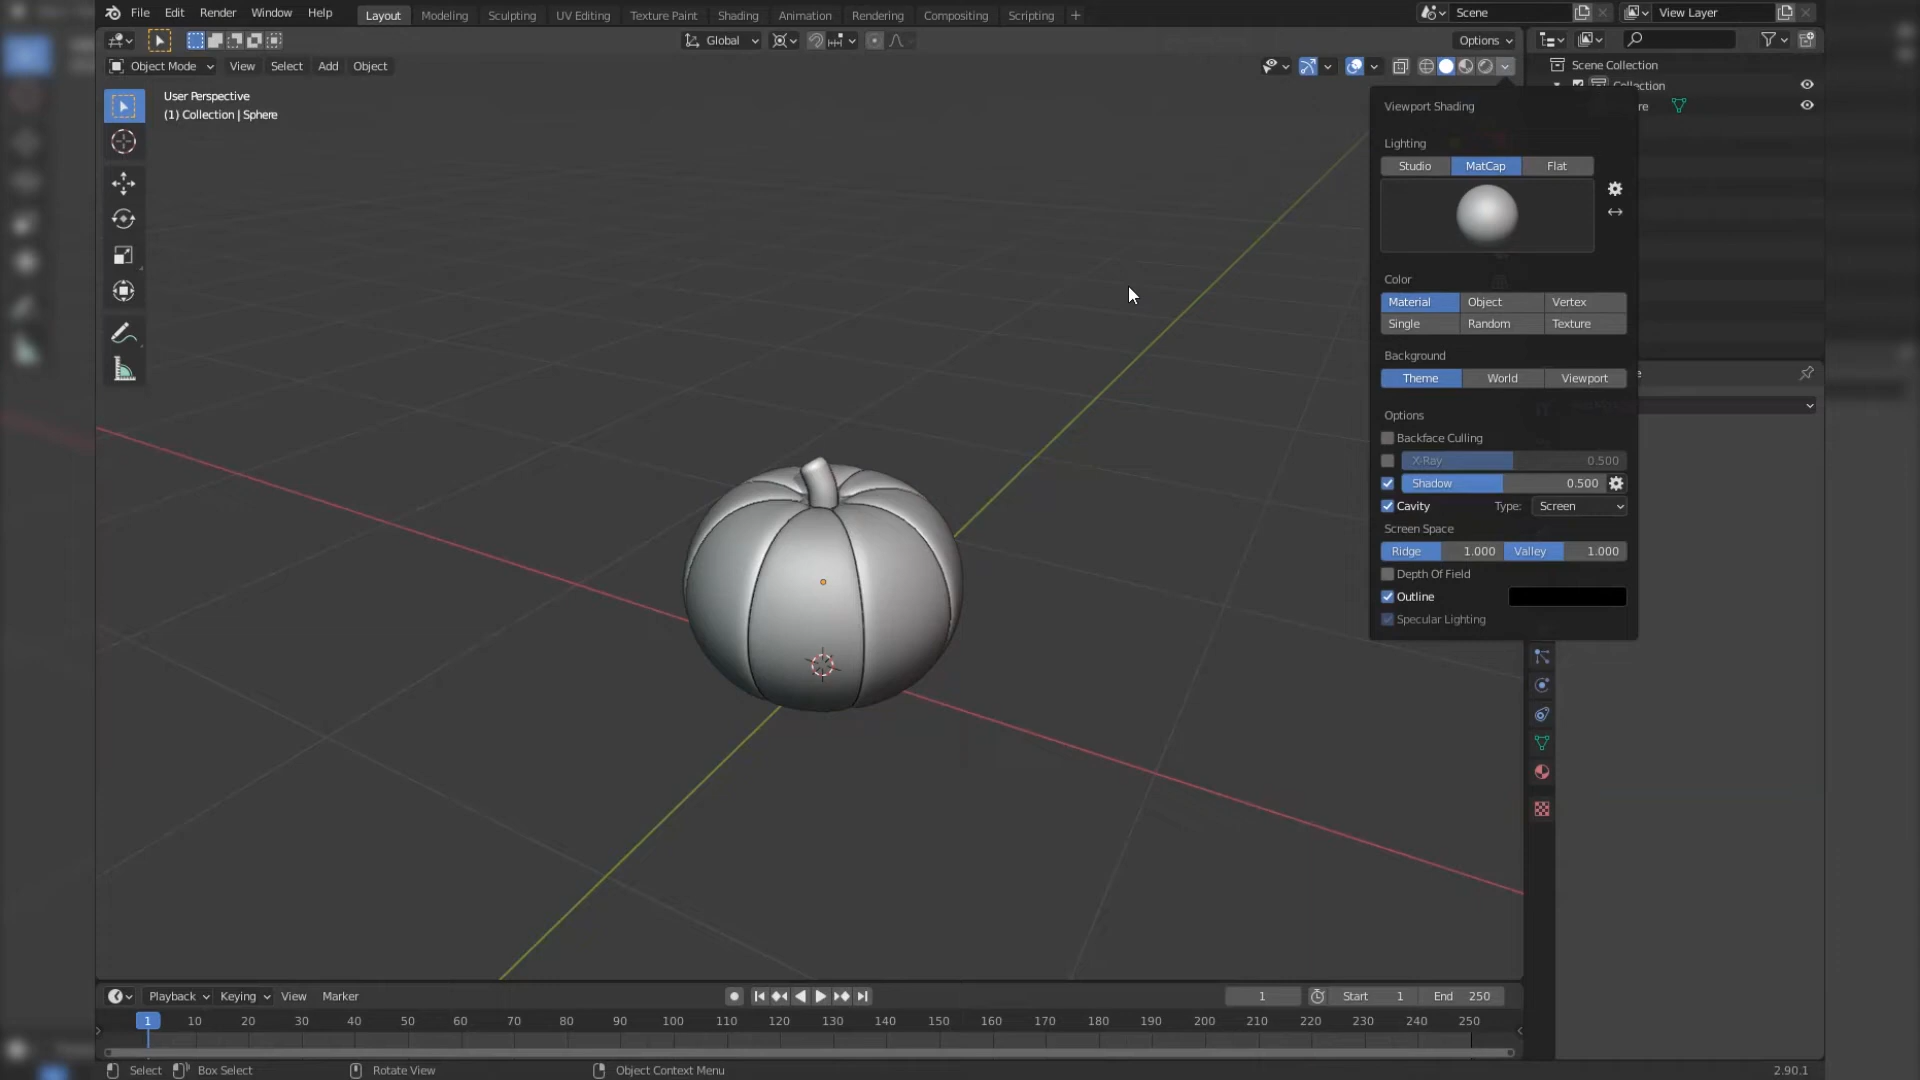 File Edit Render Window Help Layout Modeling Sculpting UV Editing Texture Paint Shading Animation Rendering Compositing Scripting + Scene View Layer
Global Options
Object Mode View Select Add Object
User Perspective
(1) Collection | Sphere
Scene Collection
Collection
re
Viewport Shading
Lighting
Studio MatCap Flat
Color
Material Object Vertex
Single Random Texture
Background
Theme World Viewport
Options
Backface Culling
X-Ray 0.500
Shadow 0.500
Cavity Type: Screen
Screen Space
Ridge 1.000 Valley 1.000
Depth Of Field
Outline
Specular Lighting
Playback Keying View Marker 1 Start 1 End 250
1 10 20 30 40 50 60 70 80 90 100 110 120 130 140 150 160 170 180 190 200 210 220 230 240 250
Select Box Select Rotate View Object Context Menu 2.90.1